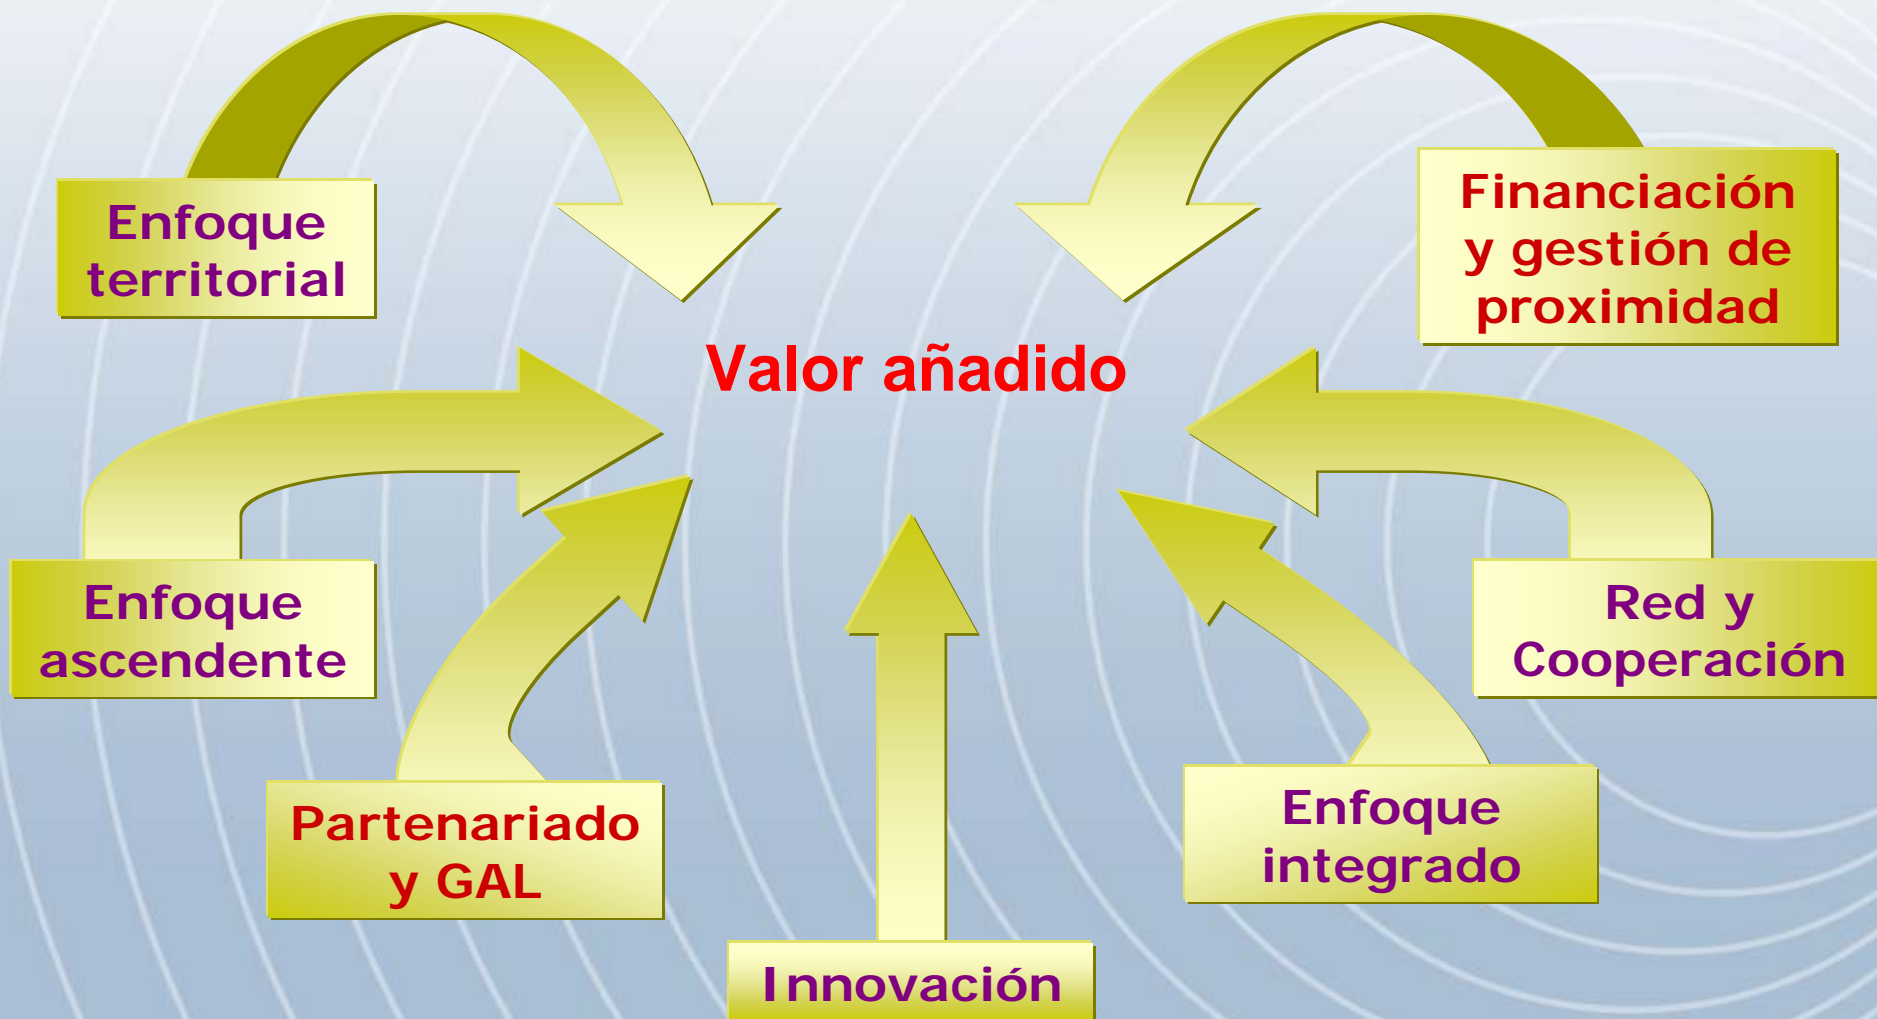 Enfoque
territorial
Financiación
y gestión de
proximidad
Valor añadido
Enfoque
ascendente
Red y
Cooperación
Partenariado
y GAL
Enfoque
integrado
Innovación